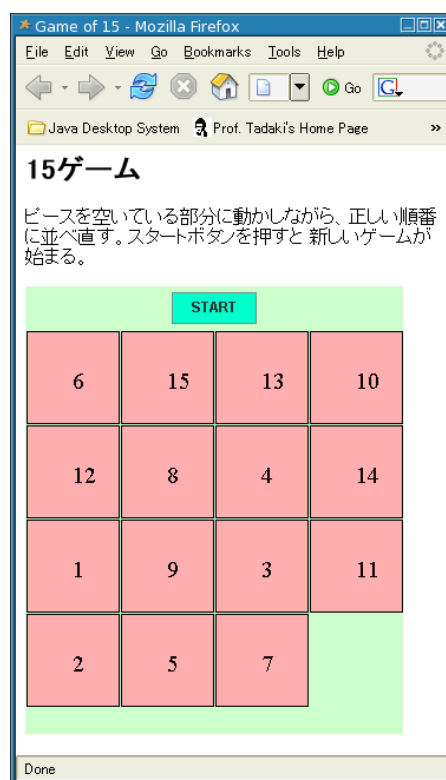 Game of 15 - Mozilla Firefox
File Edit View Go Bookmarks Tools Help
Go G
Java Desktop System Prof. Tadaki's Home Page »
15ゲーム
ピースを空いている部分に動かしながら、正しい順番
に並べ直す。スタートボタンを押すと 新しいゲームが
始まる。
START
6 15 13 10
12 8 4 14
1 9 3 11
2 5 7
Done